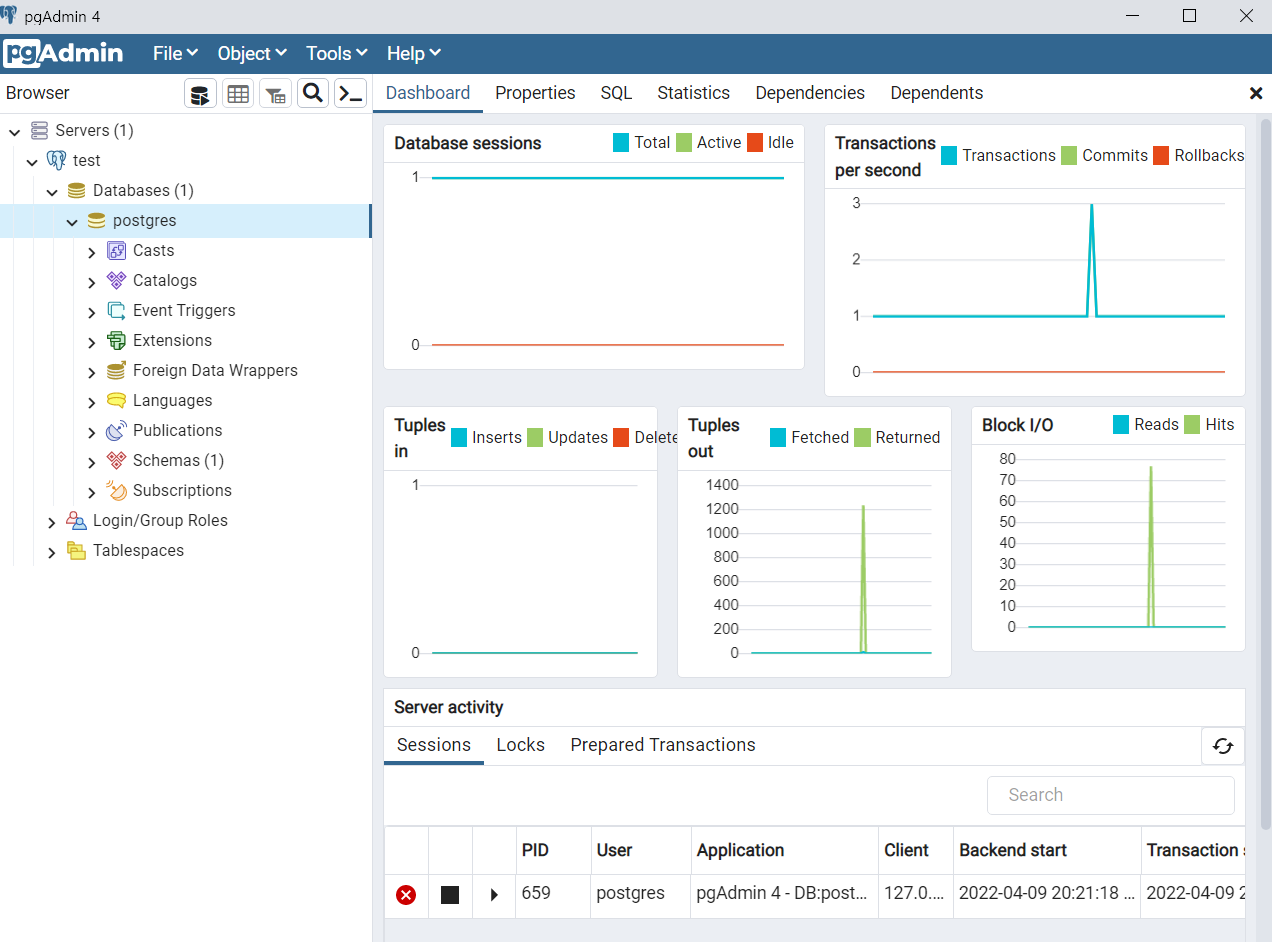 pgAdmin 4
pgAdmin File Object Tools Help
Browser
Dashboard Properties SQL Statistics Dependencies Dependents
Servers (1)
test
Databases (1)
postgres
Casts
Catalogs
Event Triggers
Extensions
Foreign Data Wrappers
Languages
Publications
Schemas (1)
Subscriptions
Login/Group Roles
Tablespaces
Database sessions Total Active Idle
1
0
Transactions
per second
Transactions Commits Rollbacks
3
2
1
0
Tuples
in
Inserts Updates Delete
1
0
Tuples
out
Fetched Returned
1400
1200
1000
800
600
400
200
0
Block I/O Reads Hits
80
70
60
50
40
30
20
10
0
Server activity
Sessions Locks Prepared Transactions
Search
PID User Application Client Backend start Transaction s
659 postgres pgAdmin 4 - DB:post... 127.0.... 2022-04-09 20:21:18 ... 2022-04-09 2